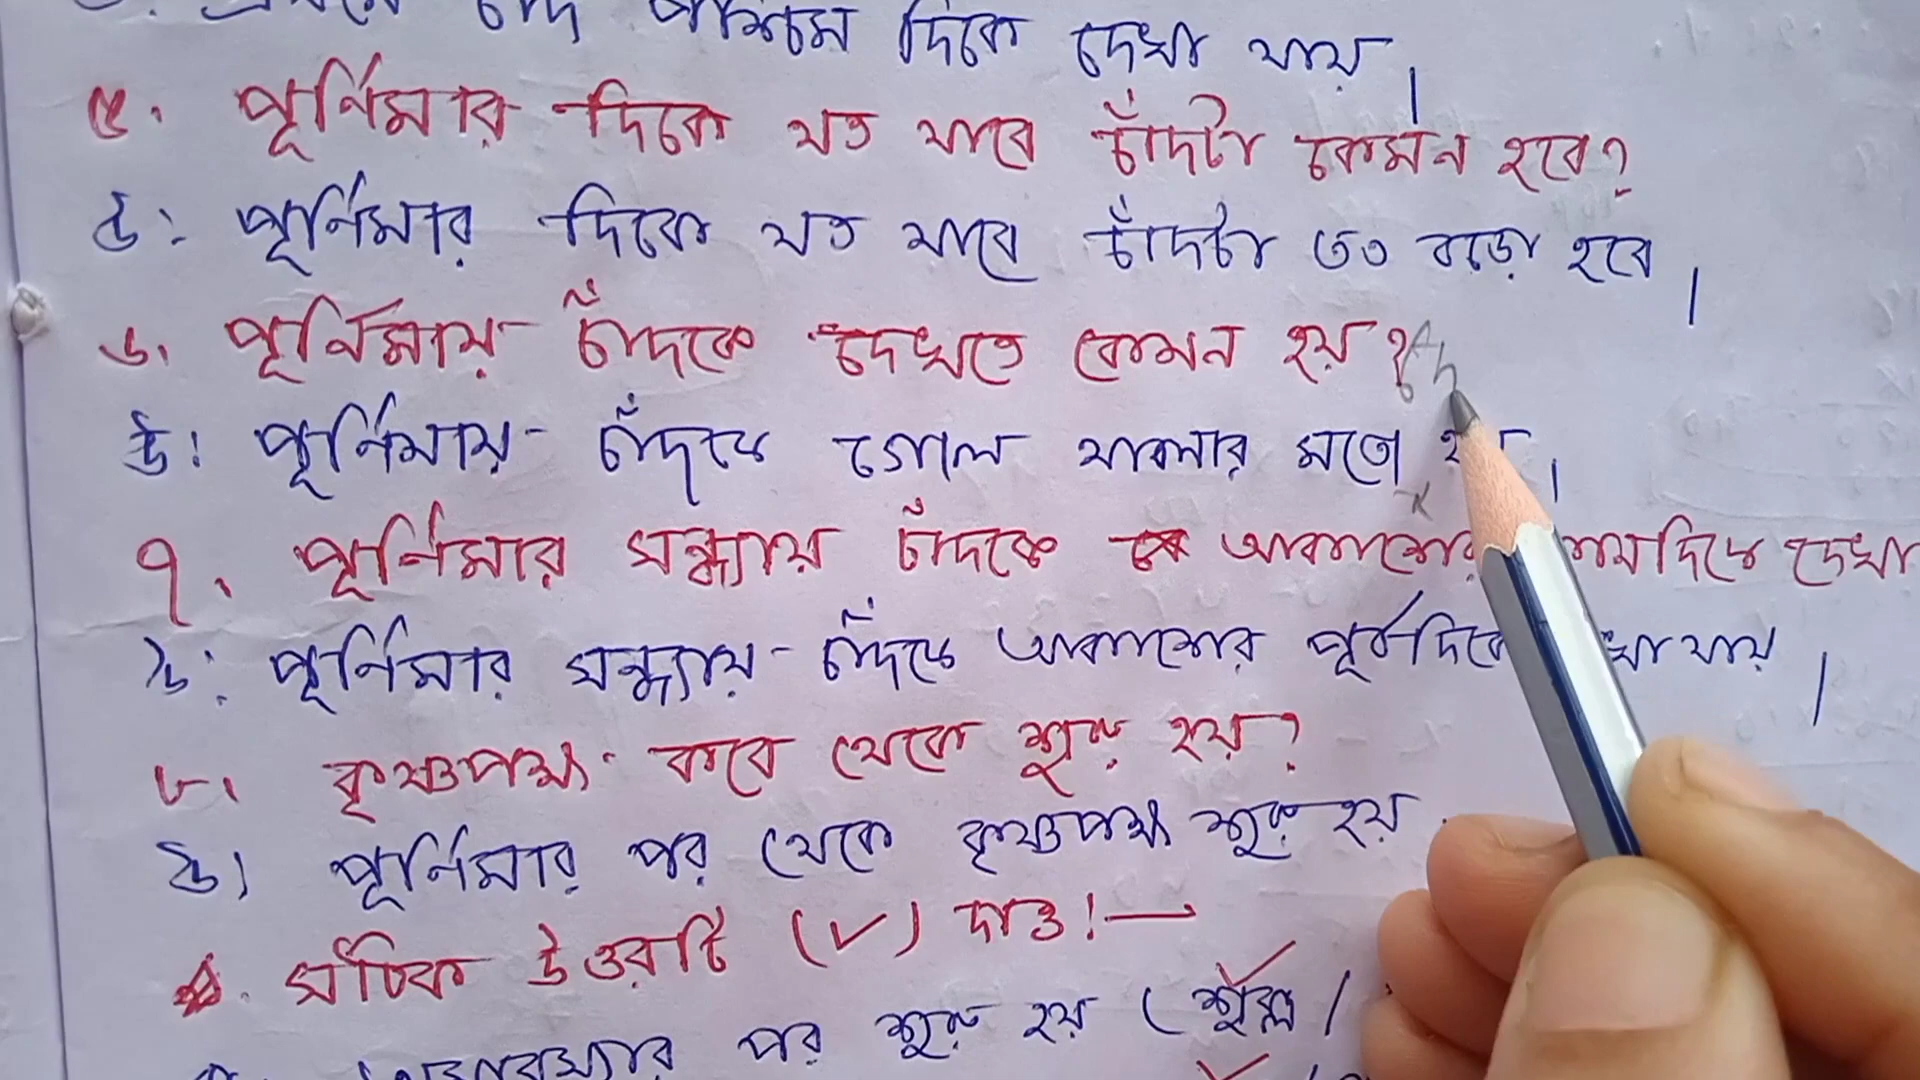 চাঁদ পশ্চিম দিকে দেখা যায়।
৫. পূর্ণিমার দিকে যত যাবে চাঁদটা কেমন হবে?
উ: পূর্ণিমার দিকে যত যাবে চাঁদটা তত বড়ো হবে।
৬. পূর্ণিমায় চাঁদকে দেখতে কেমন হয়?
উ: পূর্ণিমায় চাঁদকে গোল থালার মতো
৭. পূর্ণিমার সন্ধ্যায় চাঁদকে আকাশের দেখা
উ: পূর্ণিমার সন্ধ্যায় চাঁদকে আকাশের পূর্বদিকে যায়।
৮. কৃষ্ণপক্ষ কবে থেকে শুরু হয়?
উ) পূর্ণিমার পর থেকে কৃষ্ণপক্ষ শুরু হয়।
সঠিক উত্তরটি (✓) দাও:—
পর শুরু হয় (শুক্ল /